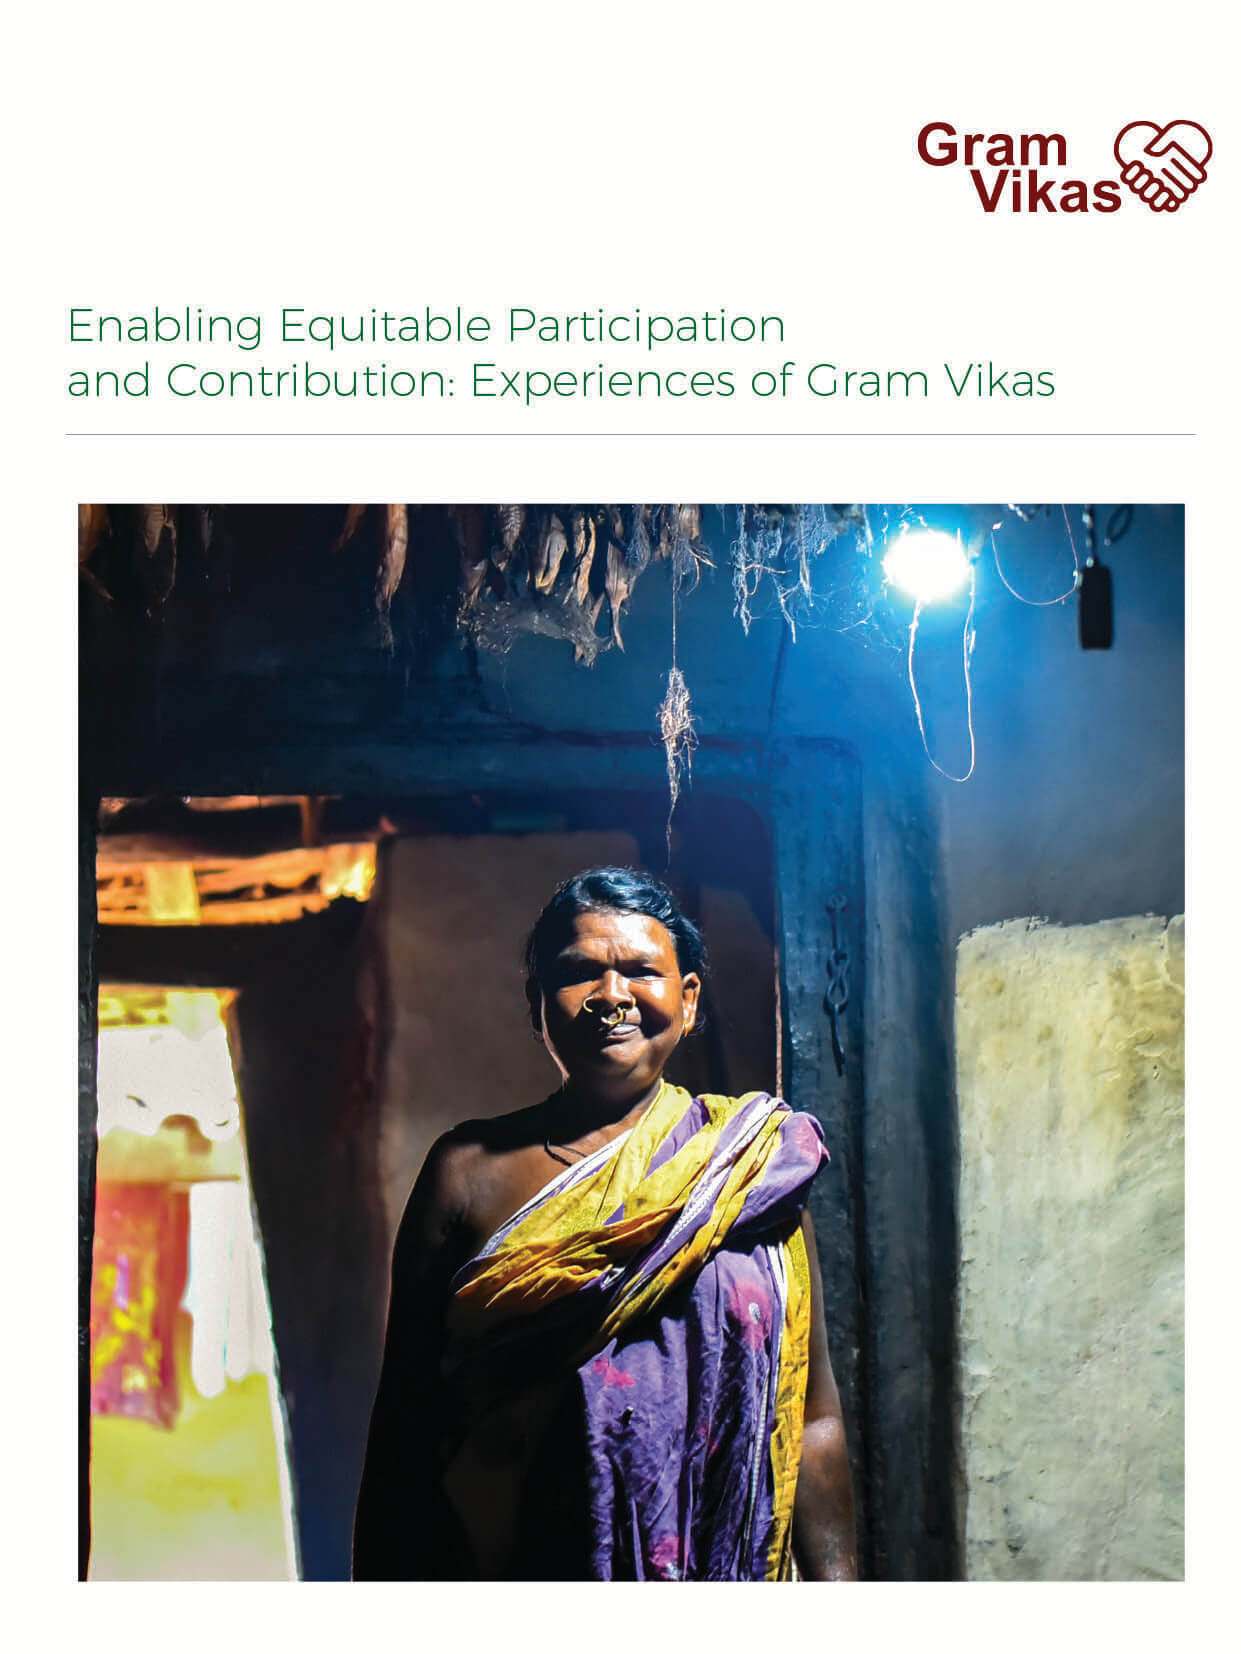 Gram
Vikas
Enabling Equitable Participation
and Contribution: Experiences of Gram Vikas